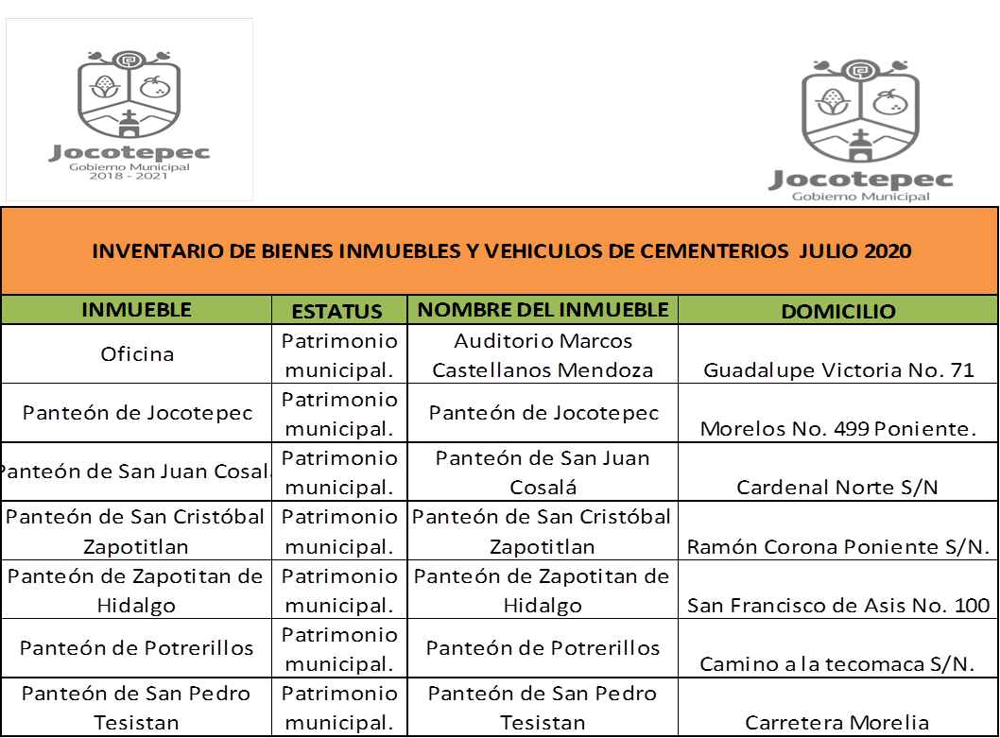 Jocotepec
Gobierno Municipal
2018 - 2021
Jocotepec
Gobierno Municipal
INVENTARIO DE BIENES INMUEBLES Y VEHICULOS DE CEMENTERIOS JULIO 2020
INMUEBLE ESTATUS NOMBRE DEL INMUEBLE DOMICILIO
Oficina
Patrimonio
municipal.
Auditorio Marcos
Castellanos Mendoza
Guadalupe Victoria No. 71
Panteón de Jocotepec
Patrimonio
municipal.
Panteón de Jocotepec
Morelos No. 499 Poniente.
Panteón de San Juan Cosalá
Patrimonio
municipal.
Panteón de San Juan
Cosalá
Cardenal Norte S/N
Panteón de San Cristóbal
Zapotitlan
Patrimonio
municipal.
Panteón de San Cristóbal
Zapotitlan
Ramón Corona Poniente S/N.
Panteón de Zapotitan de
Hidalgo
Patrimonio
municipal.
Panteón de Zapotitan de
Hidalgo
San Francisco de Asis No. 100
Panteón de Potrerillos
Patrimonio
municipal.
Panteón de Potrerillos
Camino a la tecomaca S/N.
Panteón de San Pedro
Tesistan
Patrimonio
municipal.
Panteón de San Pedro
Tesistan
Carretera Morelia